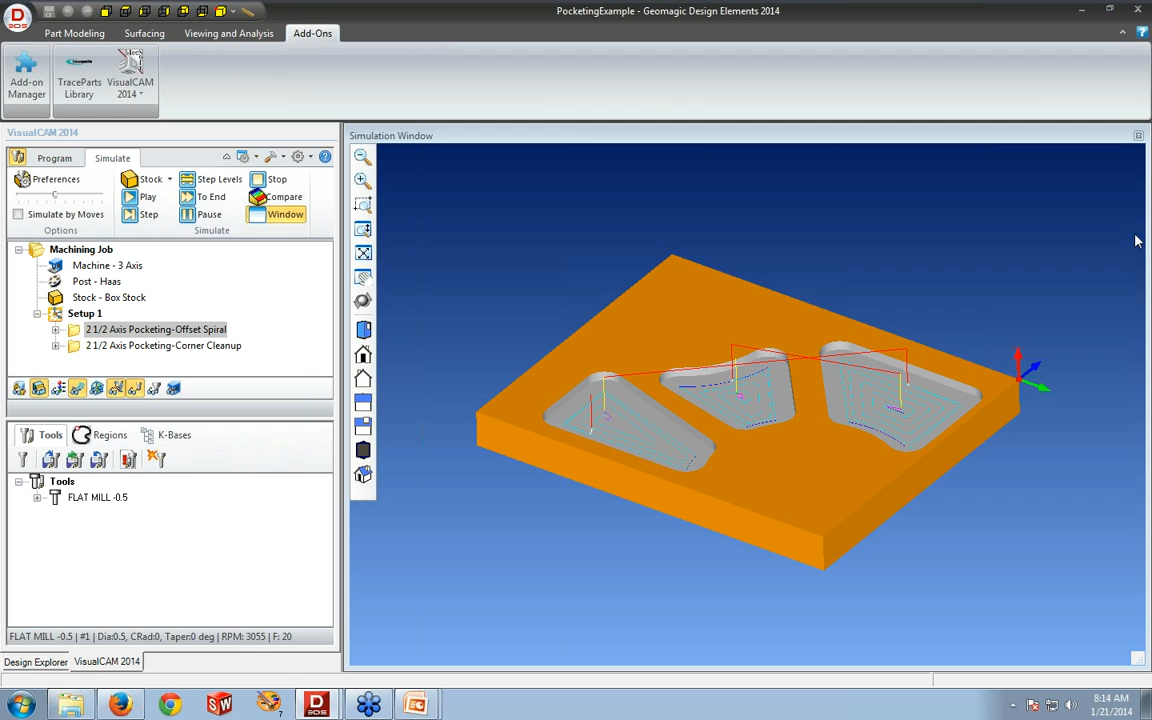 PocketingExample - Geomagic Design Elements 2014
D
3DS
Part Modeling Surfacing Viewing and Analysis Add-Ons
Add-on Manager
TraceParts Library
VisualCAM 2014
VisualCAM 2014
Simulation Window
Program Simulate
Preferences Stock Step Levels Stop
Play To End Compare
Simulate by Moves Step Pause Window
Options Simulate
Machining Job
Machine - 3 Axis
Post - Haas
Stock - Box Stock
Setup 1
2 1/2 Axis Pocketing-Offset Spiral
2 1/2 Axis Pocketing-Corner Cleanup
Tools Regions K-Bases
Tools
FLAT MILL -0.5
FLAT MILL -0.5 | #1 | Dia:0.5, CRad:0, Taper:0 deg | RPM: 3055 | F: 20
Design Explorer VisualCAM 2014
8:14 AM
1/21/2014